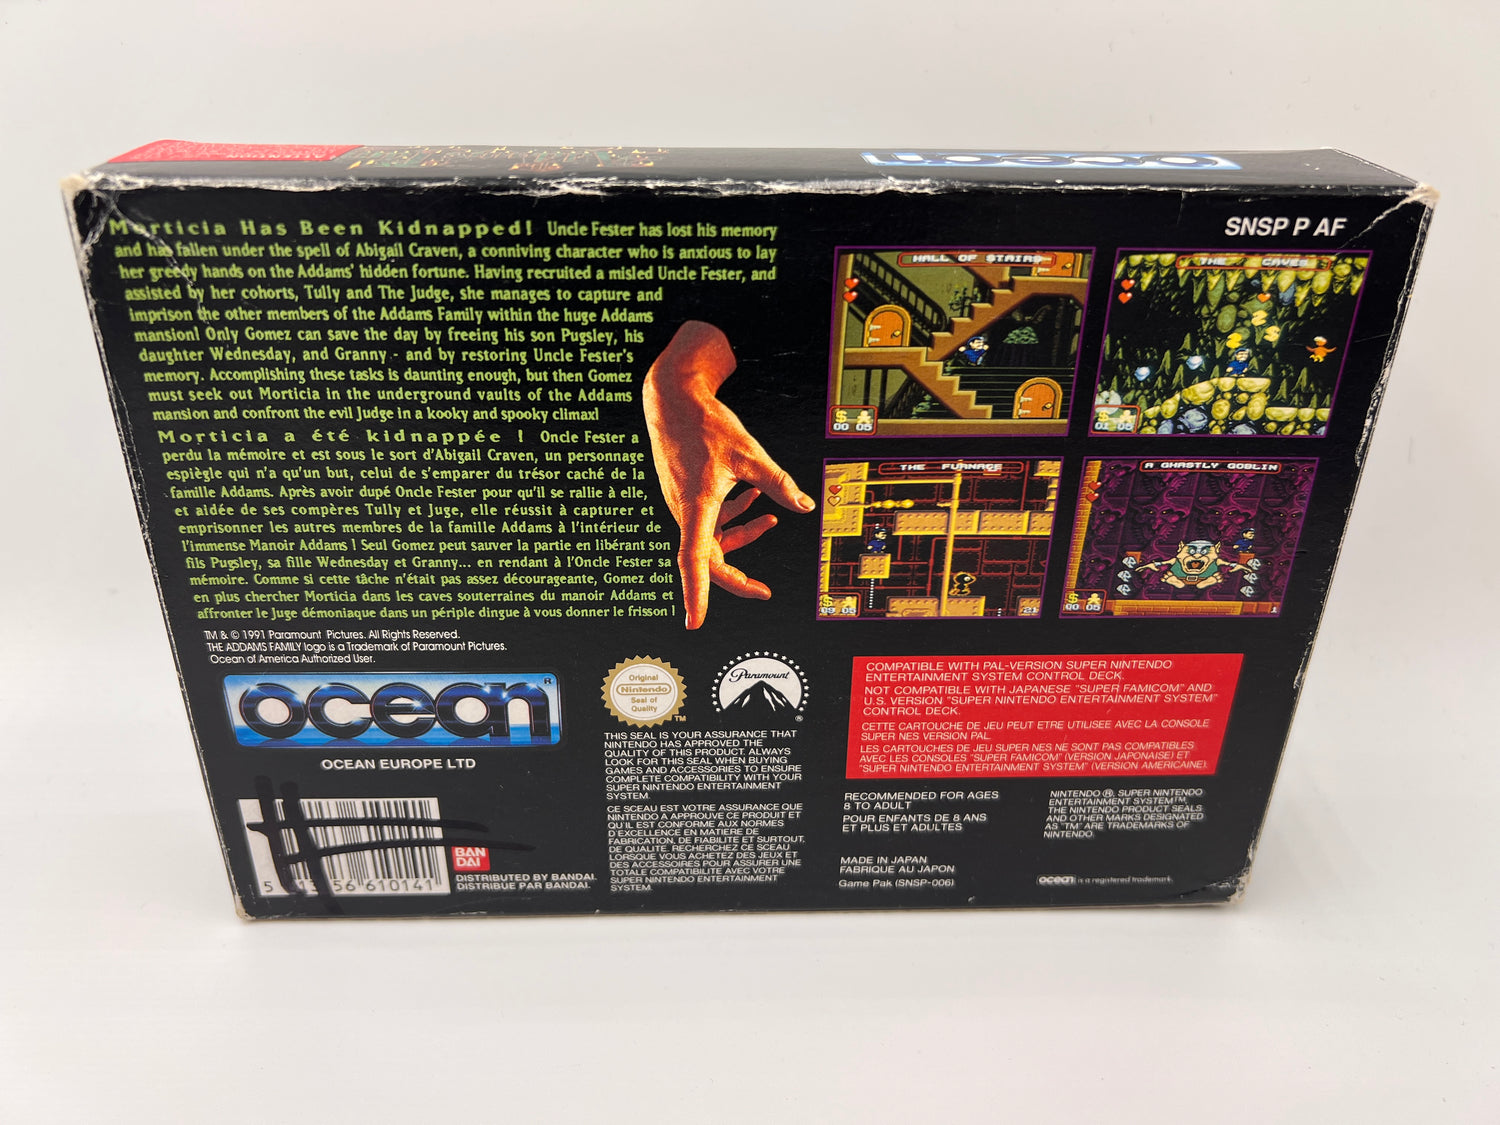 ocean
Morticia Has Been Kidnapped! Uncle Fester has lost his memory
and has fallen under the spell of Abigail Craven, a conniving character who is anxious to lay
her greedy hands on the Addams' hidden fortune. Having recruited a misled Uncle Fester, and
assisted by her cohorts, Tully and The Judge, she manages to capture and
imprison the other members of the Addams Family within the huge Addams
mansion! Only Gomez can save the day by freeing his son Pugsley, his
daughter Wednesday, and Granny - and by restoring Uncle Fester's
memory. Accomplishing these tasks is daunting enough, but then Gomez
must seek out Morticia in the underground vaults of the Addams
mansion and confront the evil Judge in a kooky and spooky climax!
Morticia a été kidnappée ! Oncle Fester a
perdu la mémoire et est sous le sort d'Abigail Craven, un personnage
espiègle qui n'a qu'un but, celui de s'emparer du trésor caché de la
famille Addams. Après avoir dupé Oncle Fester pour qu'il se rallie à elle,
et aidée de ses compères Tully et Juge, elle réussit à capturer et
emprisonner les autres membres de la famille Addams à l'intérieur de
l'immense Manoir Addams ! Seul Gomez peut sauver la partie en libérant son
fils Pugsley, sa fille Wednesday et Granny... en rendant à l'Oncle Fester sa
mémoire. Comme si cette tâche n'était pas assez décourageante, Gomez doit
en plus chercher Morticia dans les caves souterraines du manoir Addams et
affronter le Juge démoniaque dans un périple dingue à vous donner le frisson !
TM & © 1991 Paramount Pictures. All Rights Reserved.
THE ADDAMS FAMILY logo is a Trademark of Paramount Pictures.
Ocean of America Authorized User.
ocean®
OCEAN EUROPE LTD
BAN
DAI
DISTRIBUTED BY BANDAI.
DISTRIBUE PAR BANDAI.
Original
Nintendo
Seal of
Quality
TM
Paramount
®
THIS SEAL IS YOUR ASSURANCE THAT
NINTENDO HAS APPROVED THE
QUALITY OF THIS PRODUCT. ALWAYS
LOOK FOR THIS SEAL WHEN BUYING
GAMES AND ACCESSORIES TO ENSURE
COMPLETE COMPATIBILITY WITH YOUR
SUPER NINTENDO ENTERTAINMENT
SYSTEM.
CE SCEAU EST VOTRE ASSURANCE QUE
NINTENDO A APPROUVE CE PRODUIT ET
QU'IL EST CONFORME AUX NORMES
D'EXCELLENCE EN MATIERE DE
FABRICATION, DE FIABILITE ET SURTOUT,
DE QUALITE. RECHERCHEZ CE SCEAU
LORSQUE VOUS ACHETEZ DES JEUX ET
DES ACCESSOIRES POUR ASSURER UNE
TOTALE COMPATIBILITE AVEC VOTRE
SUPER NINTENDO ENTERTAINMENT
SYSTEM.
SNSP P AF
HALL OF STAIRS
$
00 05
THE CAVES
$
01 05
THE FURNACE
$
09 05
21
A GHASTLY GOBLIN
$
00 05
1
COMPATIBLE WITH PAL-VERSION SUPER NINTENDO
ENTERTAINMENT SYSTEM CONTROL DECK.
NOT COMPATIBLE WITH JAPANESE "SUPER FAMICOM" AND
U.S. VERSION "SUPER NINTENDO ENTERTAINMENT SYSTEM"
CONTROL DECK.
CETTE CARTOUCHE DE JEU PEUT ETRE UTILISEE AVEC LA CONSOLE
SUPER NES VERSION PAL.
LES CARTOUCHES DE JEU SUPER NES NE SONT PAS COMPATIBLES
AVEC LES CONSOLES "SUPER FAMICOM" (VERSION JAPONAISE) ET
"SUPER NINTENDO ENTERTAINMENT SYSTEM" (VERSION AMERICAINE).
RECOMMENDED FOR AGES
8 TO ADULT
POUR ENFANTS DE 8 ANS
ET PLUS ET ADULTES
MADE IN JAPAN
FABRIQUE AU JAPON
Game Pak (SNSP-006)
NINTENDO ®, SUPER NINTENDO
ENTERTAINMENT SYSTEM™,
THE NINTENDO PRODUCT SEALS
AND OTHER MARKS DESIGNATED
AS "TM" ARE TRADEMARKS OF
NINTENDO.
ocean is a registered trademark.